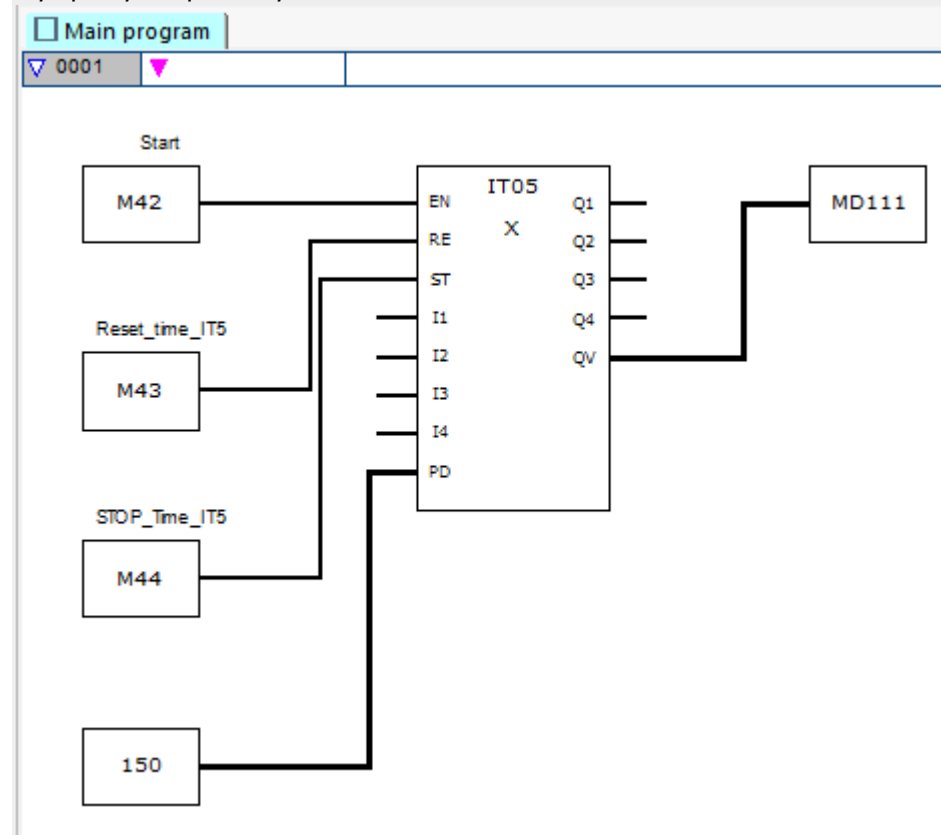 Main program
0001
Start
M42
Reset_time_IT5
M43
STOP_Time_IT5
M44
150
IT05
X
EN
RE
ST
I1
I2
I3
I4
PD
Q1
Q2
Q3
Q4
QV
MD111